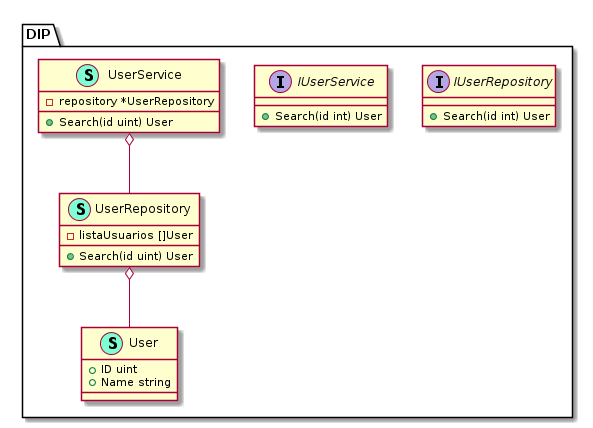 DIP
S UserService
repository *UserRepository
Search(id uint) User
I IUserService
Search(id int) User
I IUserRepository
Search(id int) User
S UserRepository
listaUsuarios []User
Search(id uint) User
S User
ID uint
Name string